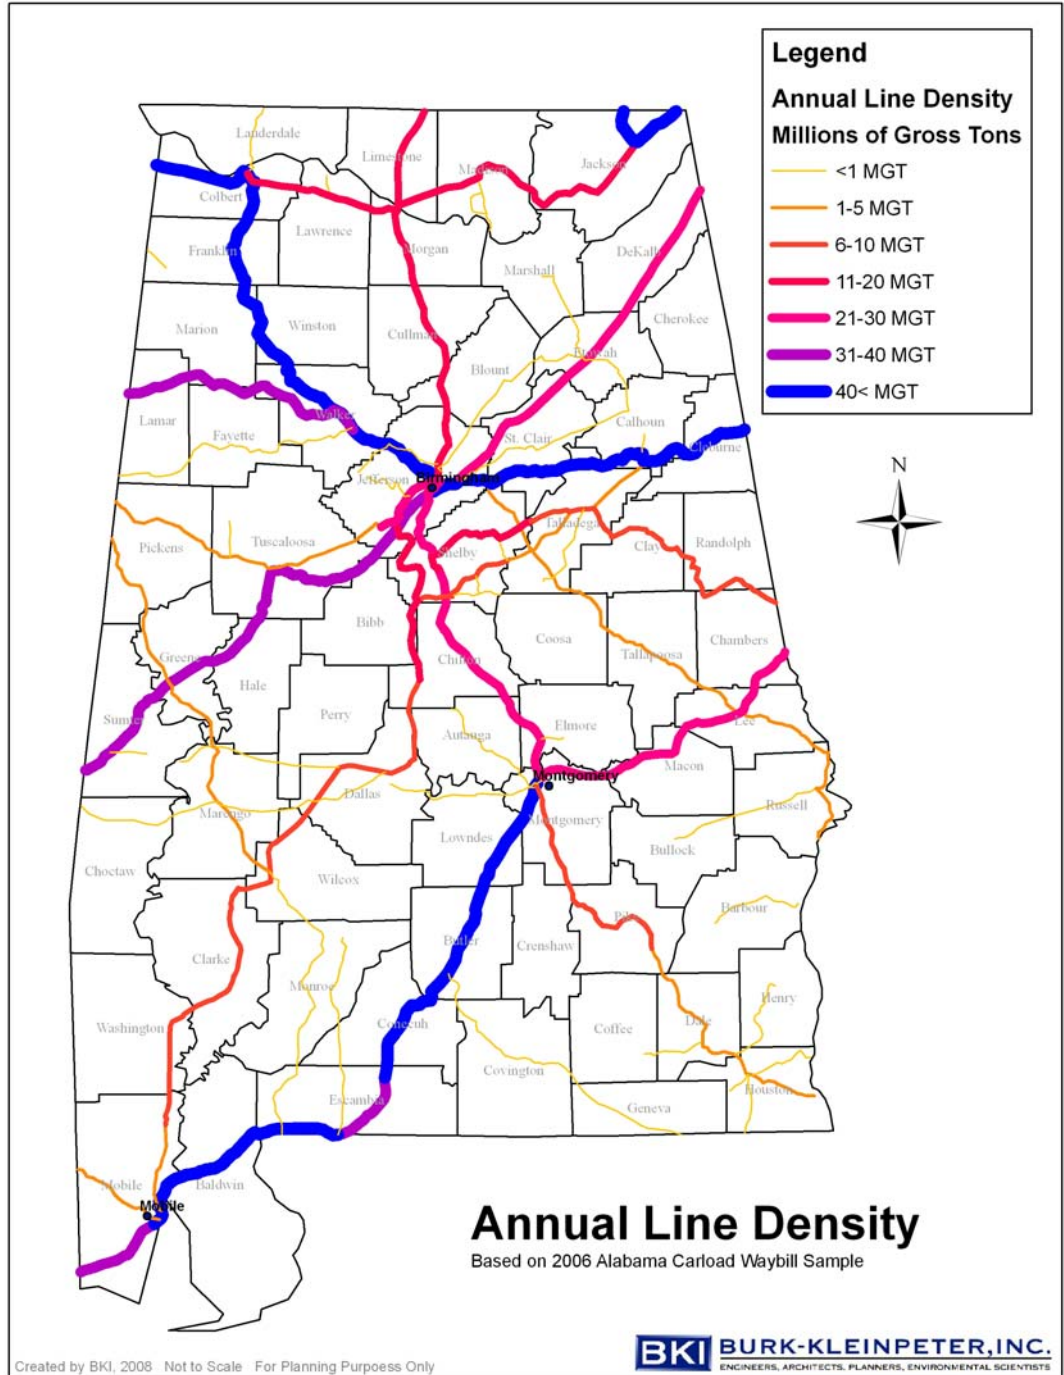 Legend
Annual Line Density
Millions of Gross Tons
<1 MGT
1-5 MGT
6-10 MGT
11-20 MGT
21-30 MGT
31-40 MGT
40< MGT
N
Lauderdale
Limestone
Madison
Jackson
Colbert
Lawrence
Franklin
Morgan
Marshall
DeKalb
Marion
Winston
Cullman
Cherokee
Blount
Etowah
Lamar
Fayette
Walker
St. Clair
Calhoun
Cleburne
Jefferson
Birmingham
Pickens
Tuscaloosa
Shelby
Talladega
Clay
Randolph
Bibb
Chilton
Coosa
Tallapoosa
Chambers
Greene
Hale
Perry
Autauga
Elmore
Lee
Sumter
Macon
Montgomery
Marengo
Dallas
Lowndes
Montgomery
Russell
Bullock
Choctaw
Wilcox
Butler
Crenshaw
Pike
Barbour
Clarke
Monroe
Conecuh
Coffee
Dale
Henry
Washington
Covington
Escambia
Geneva
Houston
Mobile
Baldwin
Mobile
Annual Line Density
Based on 2006 Alabama Carload Waybill Sample
Created by BKI, 2008 Not to Scale For Planning Purpoess Only
BKI BURK-KLEINPETER, INC.
ENGINEERS, ARCHITECTS, PLANNERS, ENVIRONMENTAL SCIENTISTS